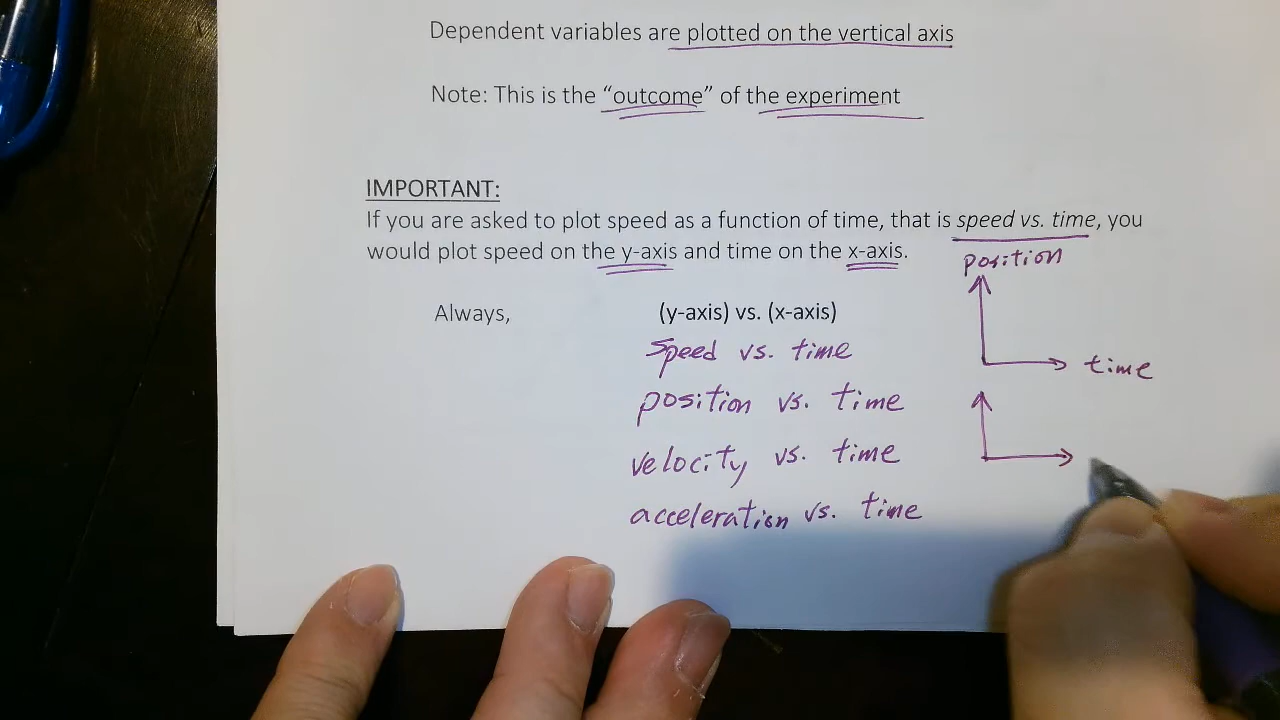 Dependent variables are plotted on the vertical axis
Note: This is the “outcome” of the experiment
IMPORTANT:
If you are asked to plot speed as a function of time, that is speed vs. time, you
would plot speed on the y-axis and time on the x-axis.
Always,
(y-axis) vs. (x-axis)
speed vs. time
position vs. time
velocity vs. time
acceleration vs. time
position
time